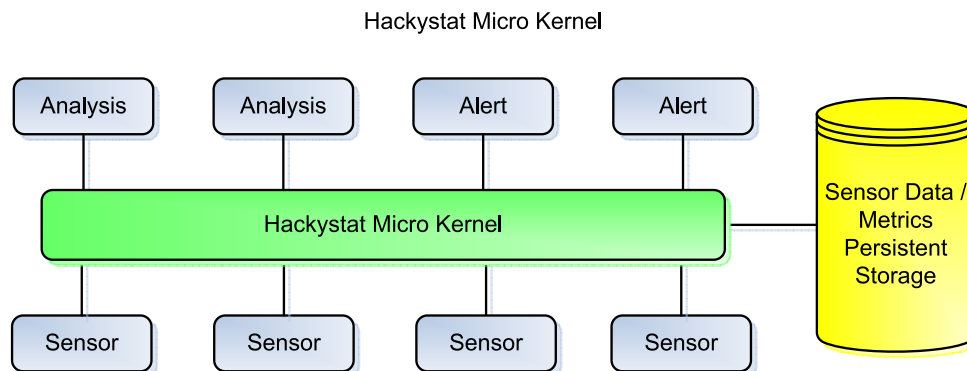 Hackystat Micro Kernel
Analysis
Analysis
Alert
Alert
Hackystat Micro Kernel
Sensor Data /
Metrics
Persistent
Storage
Sensor
Sensor
Sensor
Sensor